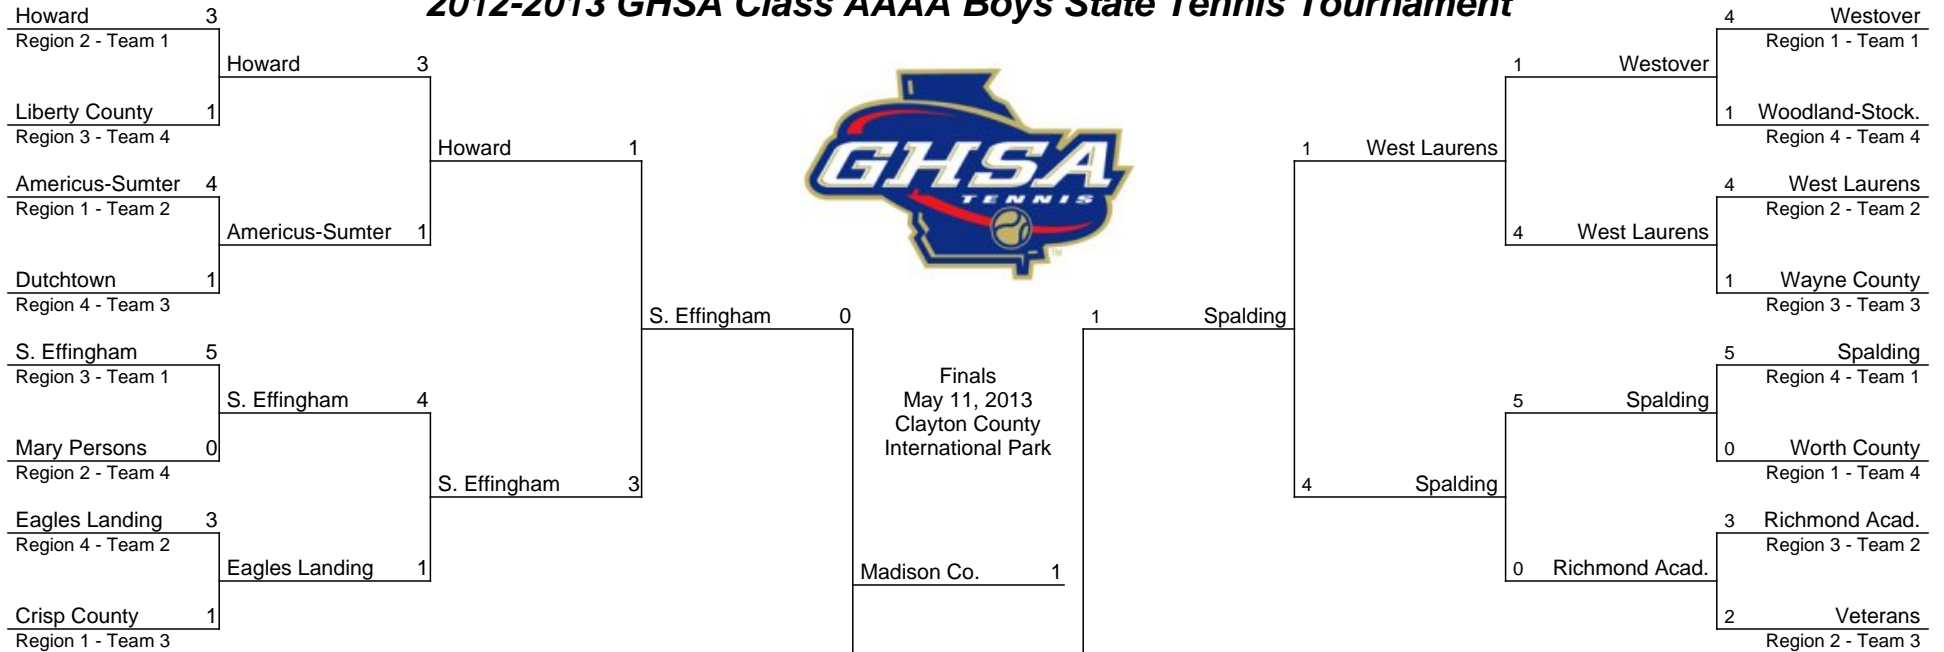 2012-2013 GHSA Class AAAA Boys State Tennis Tournament
Howard 3
Region 2 - Team 1
Howard 3
Liberty County 1
Region 3 - Team 4
Howard 1
Americus-Sumter 4
Region 1 - Team 2
Americus-Sumter 1
Dutchtown 1
Region 4 - Team 3
S. Effingham 0
S. Effingham 5
Region 3 - Team 1
S. Effingham 4
Mary Persons 0
Region 2 - Team 4
S. Effingham 3
Eagles Landing 3
Region 4 - Team 2
Eagles Landing 1
Crisp County 1
Region 1 - Team 3
GHSA
TENNIS
TM
Finals
May 11, 2013
Clayton County
International Park
Madison Co. 1
4 Westover
Region 1 - Team 1
1 Westover
1 Woodland-Stock.
Region 4 - Team 4
1 West Laurens
4 West Laurens
Region 2 - Team 2
4 West Laurens
1 Wayne County
Region 3 - Team 3
1 Spalding
5 Spalding
Region 4 - Team 1
5 Spalding
0 Worth County
Region 1 - Team 4
4 Spalding
3 Richmond Acad.
Region 3 - Team 2
0 Richmond Acad.
2 Veterans
Region 2 - Team 3